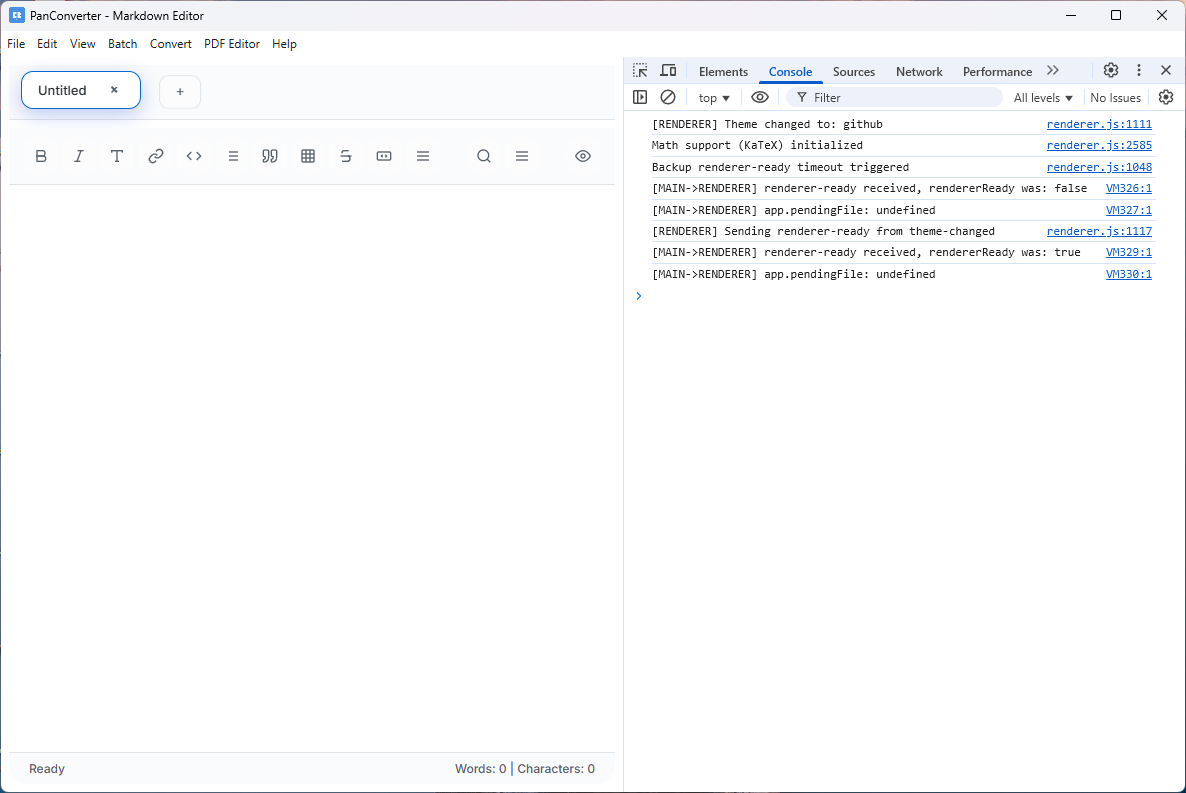 PanConverter - Markdown Editor
File Edit View Batch Convert PDF Editor Help
Untitled × +
Elements Console Sources Network Performance
top Filter All levels No Issues
[RENDERER] Theme changed to: github renderer.js:1111
Math support (KaTeX) initialized renderer.js:2585
Backup renderer-ready timeout triggered renderer.js:1048
[MAIN->RENDERER] renderer-ready received, rendererReady was: false VM326:1
[MAIN->RENDERER] app.pendingFile: undefined VM327:1
[RENDERER] Sending renderer-ready from theme-changed renderer.js:1117
[MAIN->RENDERER] renderer-ready received, rendererReady was: true VM329:1
[MAIN->RENDERER] app.pendingFile: undefined VM330:1
Ready Words: 0 | Characters: 0